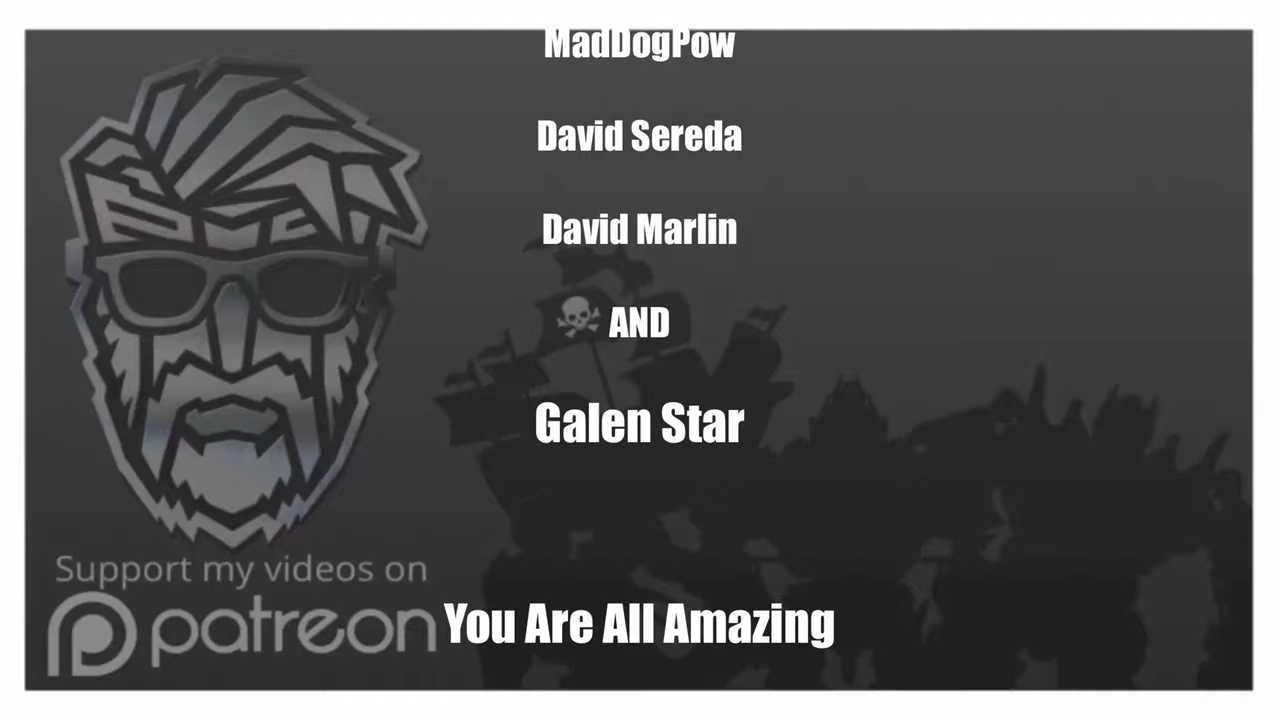 MadDogPow
David Sereda
David Marlin
AND
Galen Star
Support my videos on
patreon
You Are All Amazing